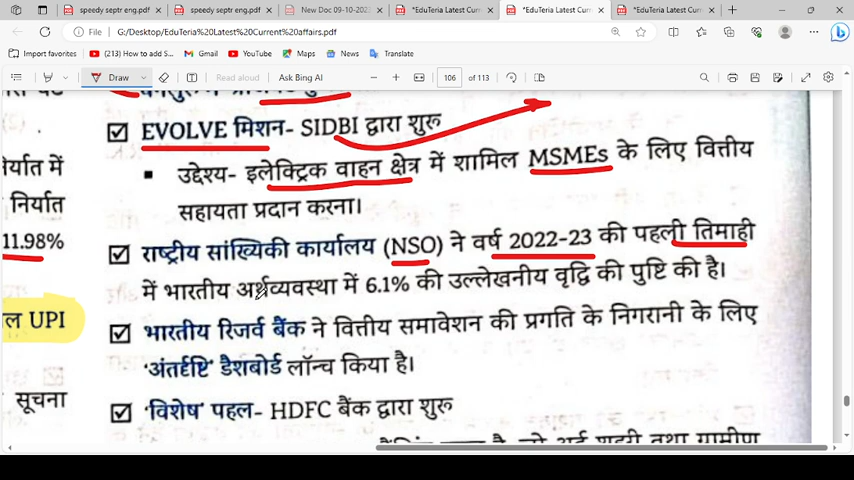 speedy septr eng.pdf
speedy septr eng.pdf
New Doc 09-10-2023
*EduTeria Latest Curr
*EduTeria Latest Curr
*EduTeria Latest Curr
File G:/Desktop/EduTeria%20Latest%20Current%20affairs.pdf
Import favorites (213) How to add S... Gmail YouTube Maps News Translate
Draw Read aloud Ask Bing AI 106 of 113
EVOLVE मिशन- SIDBI द्वारा शुरू
उद्देश्य- इलेक्ट्रिक वाहन क्षेत्र में शामिल MSMEs के लिए वित्तीय
सहायता प्रदान करना।
राष्ट्रीय सांख्यिकी कार्यालय (NSO) ने वर्ष 2022-23 की पहली तिमाही
में भारतीय अर्थव्यवस्था में 6.1% की उल्लेखनीय वृद्धि की पुष्टि की है।
भारतीय रिजर्व बैंक ने वित्तीय समावेशन की प्रगति के निगरानी के लिए
'अंतर्दृष्टि' डैशबोर्ड लॉन्च किया है।
'विशेष' पहल- HDFC बैंक द्वारा शुरू
निर्यात में
निर्यात
11.98%
ल UPI
सूचना